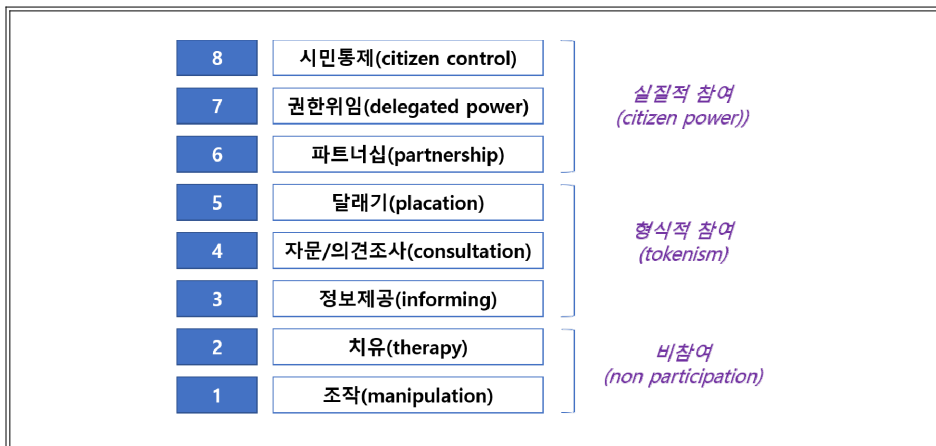 8 시민통제(citizen control)
7 권한위임(delegated power)
6 파트너십(partnership)
실질적 참여
(citizen power))
5 달래기(placation)
4 자문/의견조사(consultation)
3 정보제공(informing)
형식적 참여
(tokenism)
2 치유(therapy)
1 조작(manipulation)
비참여
(non participation)